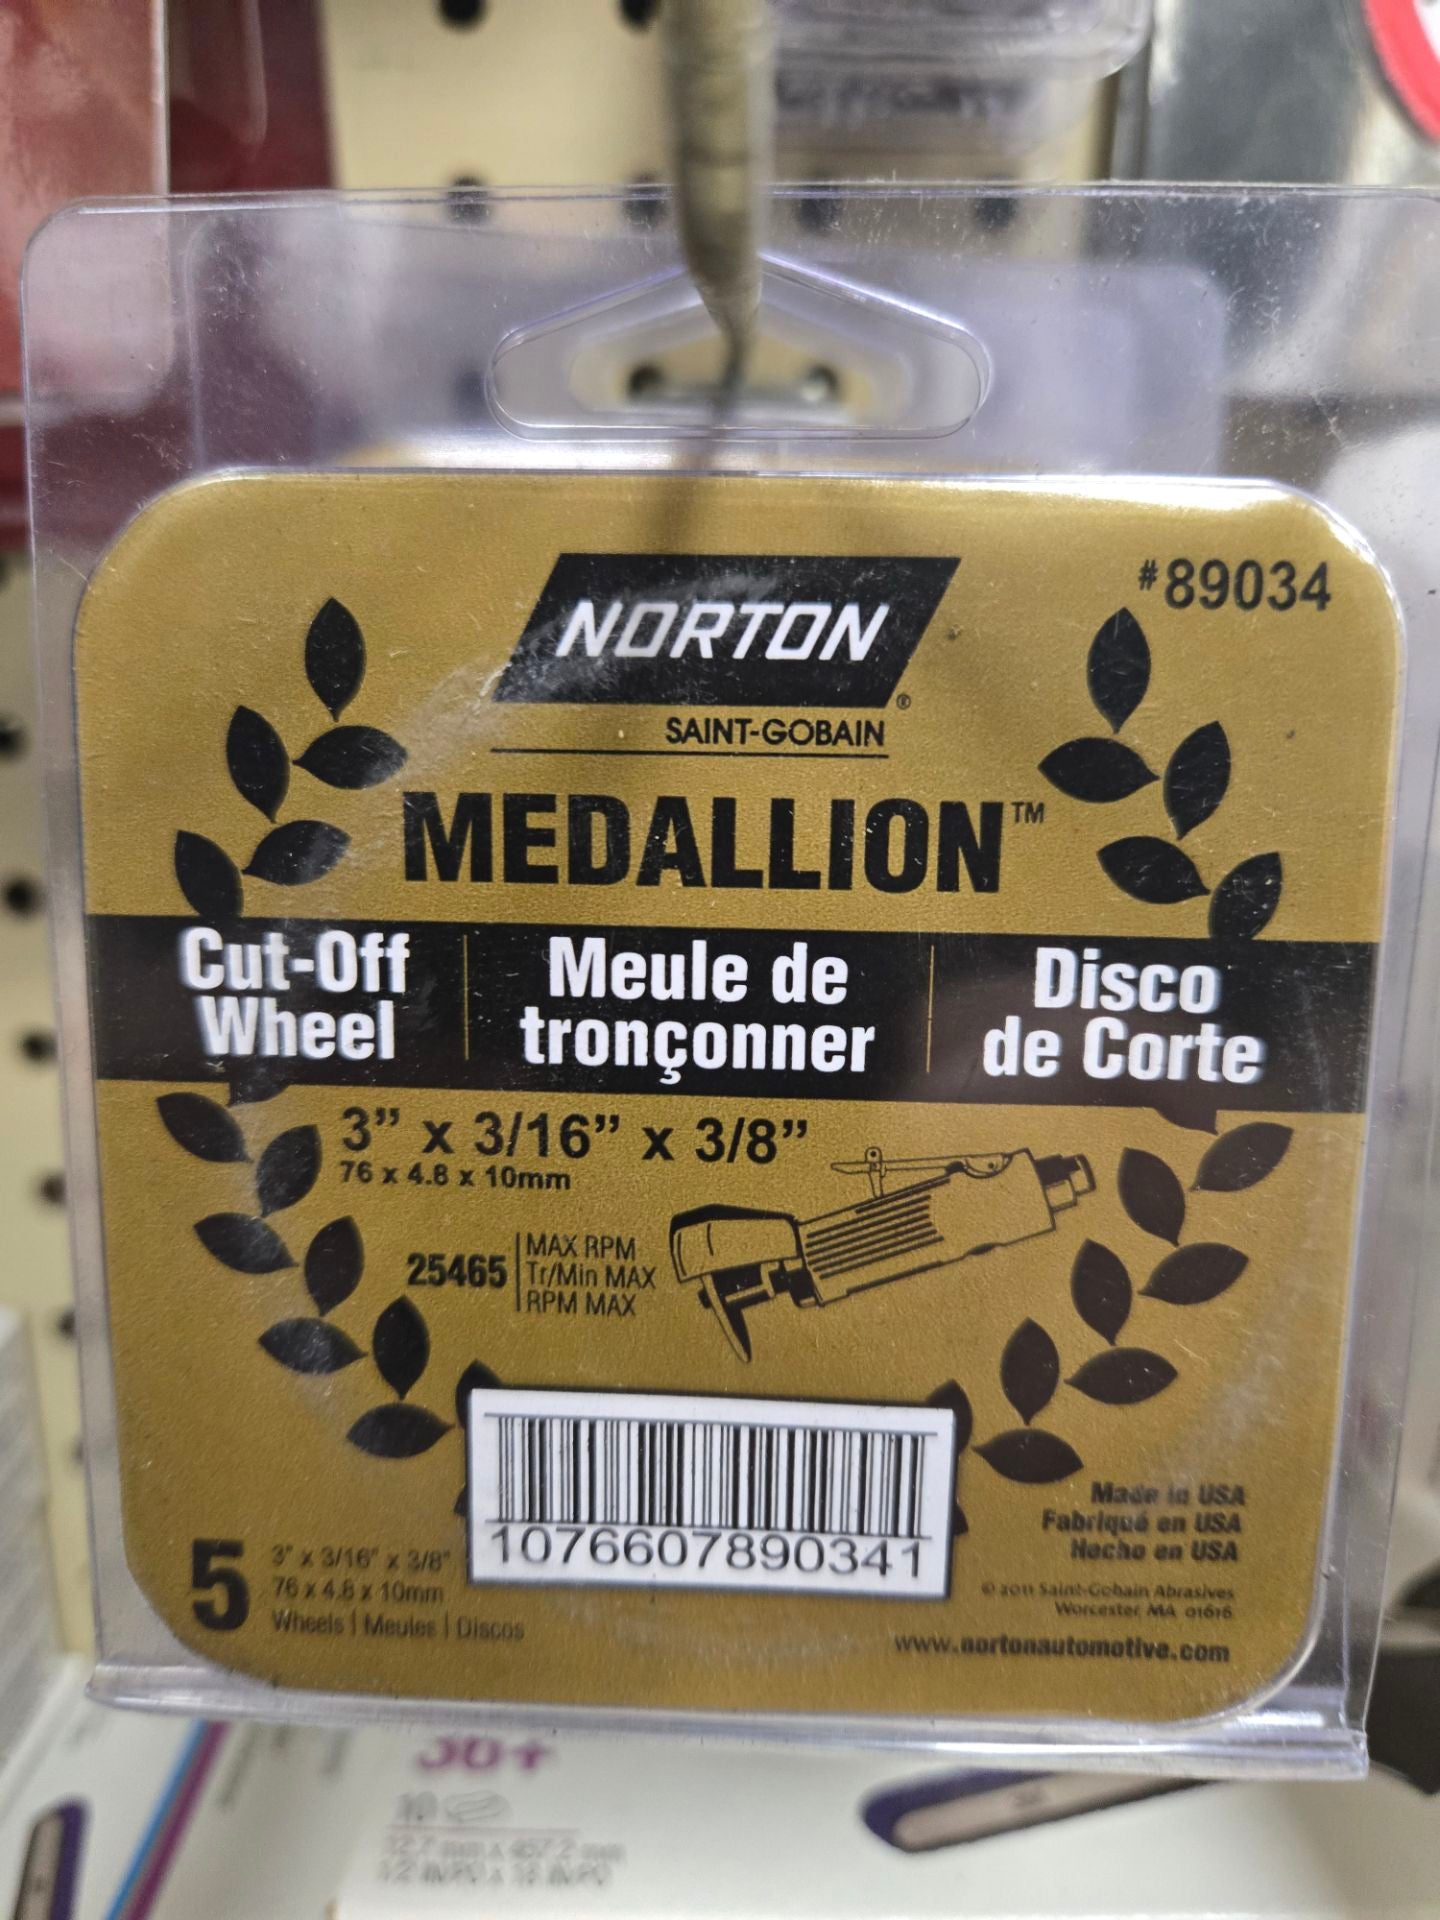 #89034
NORTON®
SAINT-GOBAIN
MEDALLION™
Cut-Off
Wheel
Meule de
tronçonner
Disco
de Corte
3” x 3/16” x 3/8”
76 x 4.8 x 10mm
25465
MAX RPM
Tr/Min MAX
RPM MAX
10766607890341
5
3" x 3/16" x 3/8"
76 x 4.8 x 10mm
Wheels | Meules | Discos
Made in USA
Fabriqué en USA
Hecho en USA
© 2011 Saint-Gobain Abrasives
Worcester, MA 01616
www.nortonautomotive.com
36+
10